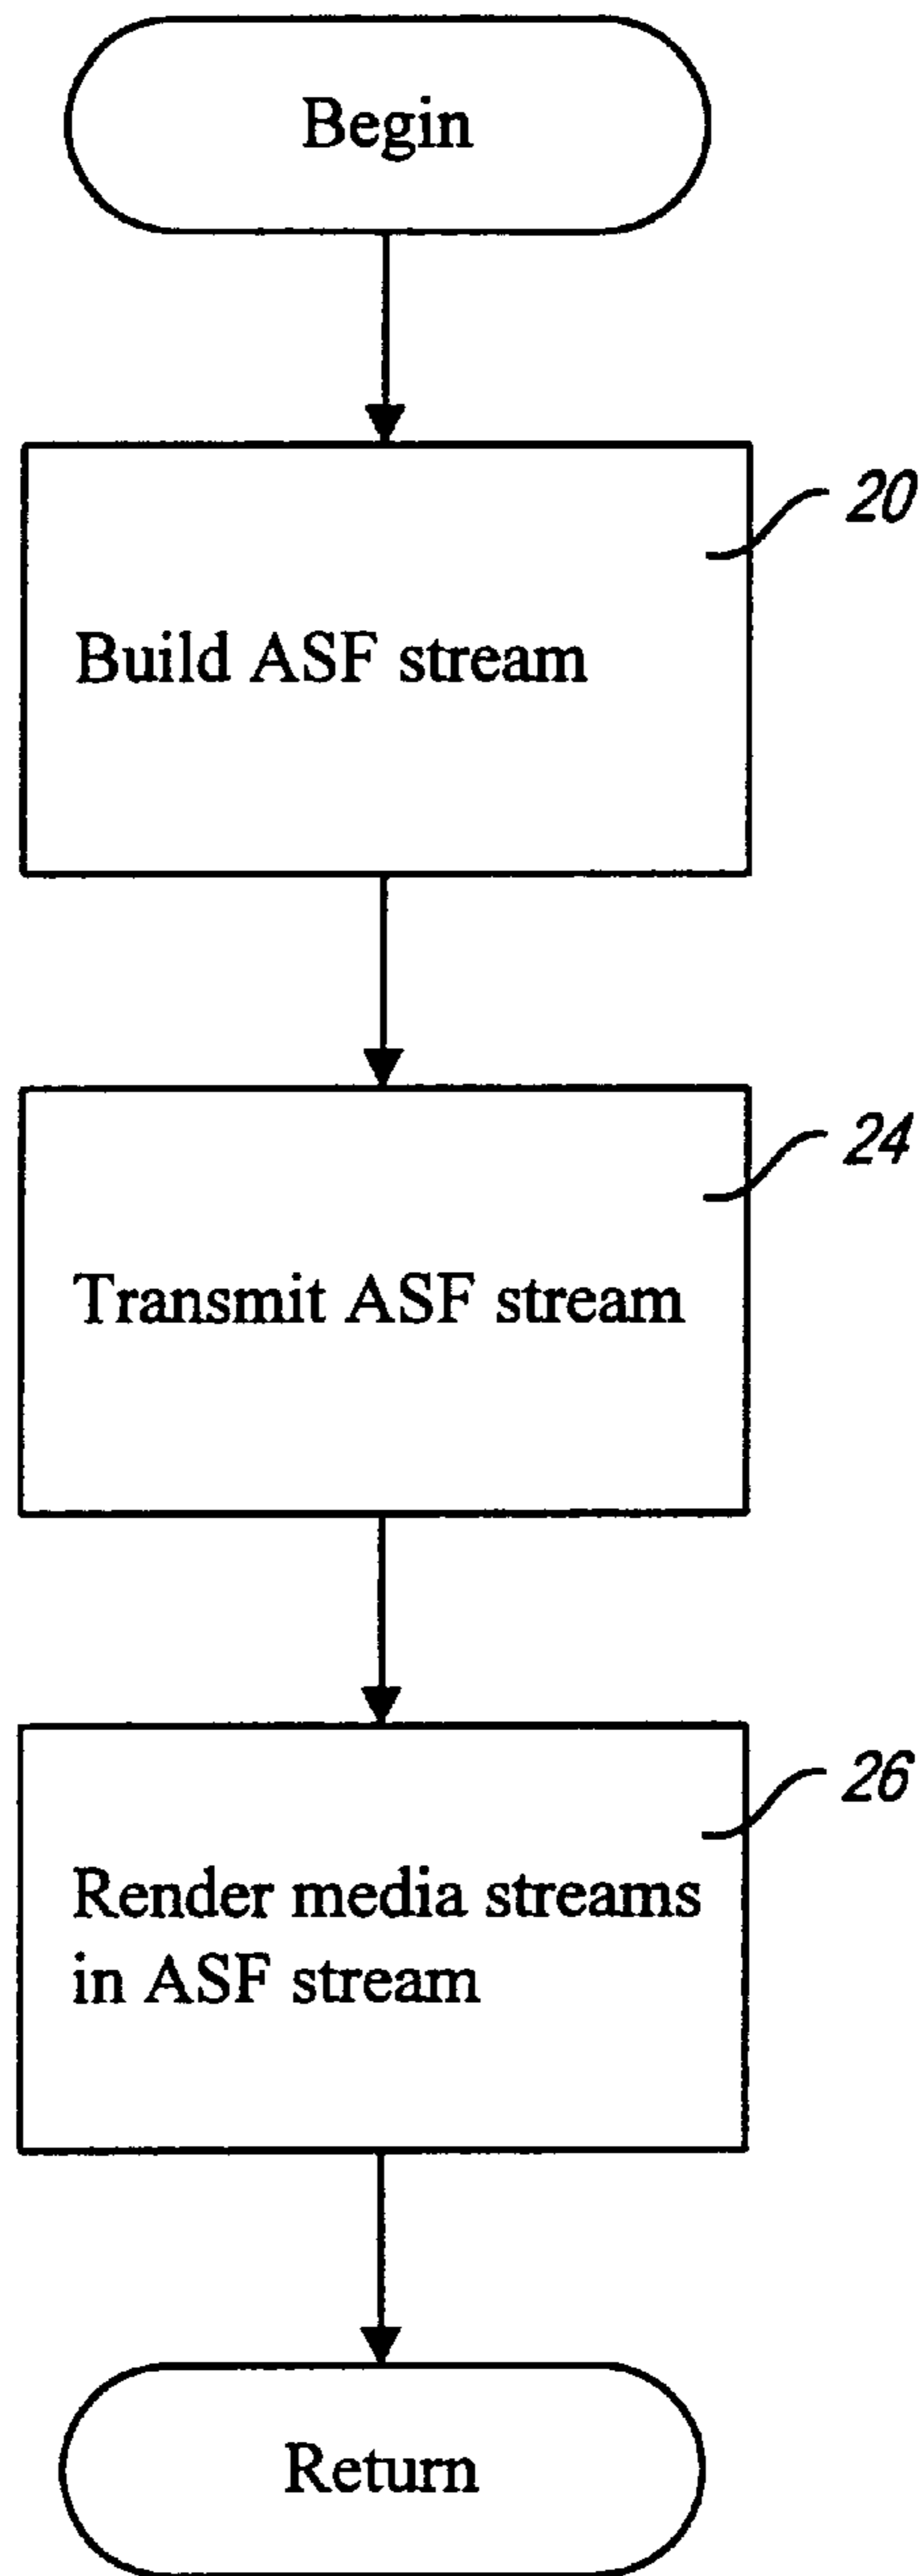 Begin
20
Build ASF stream
24
Transmit ASF stream
26
Render media streams
in ASF stream
Return